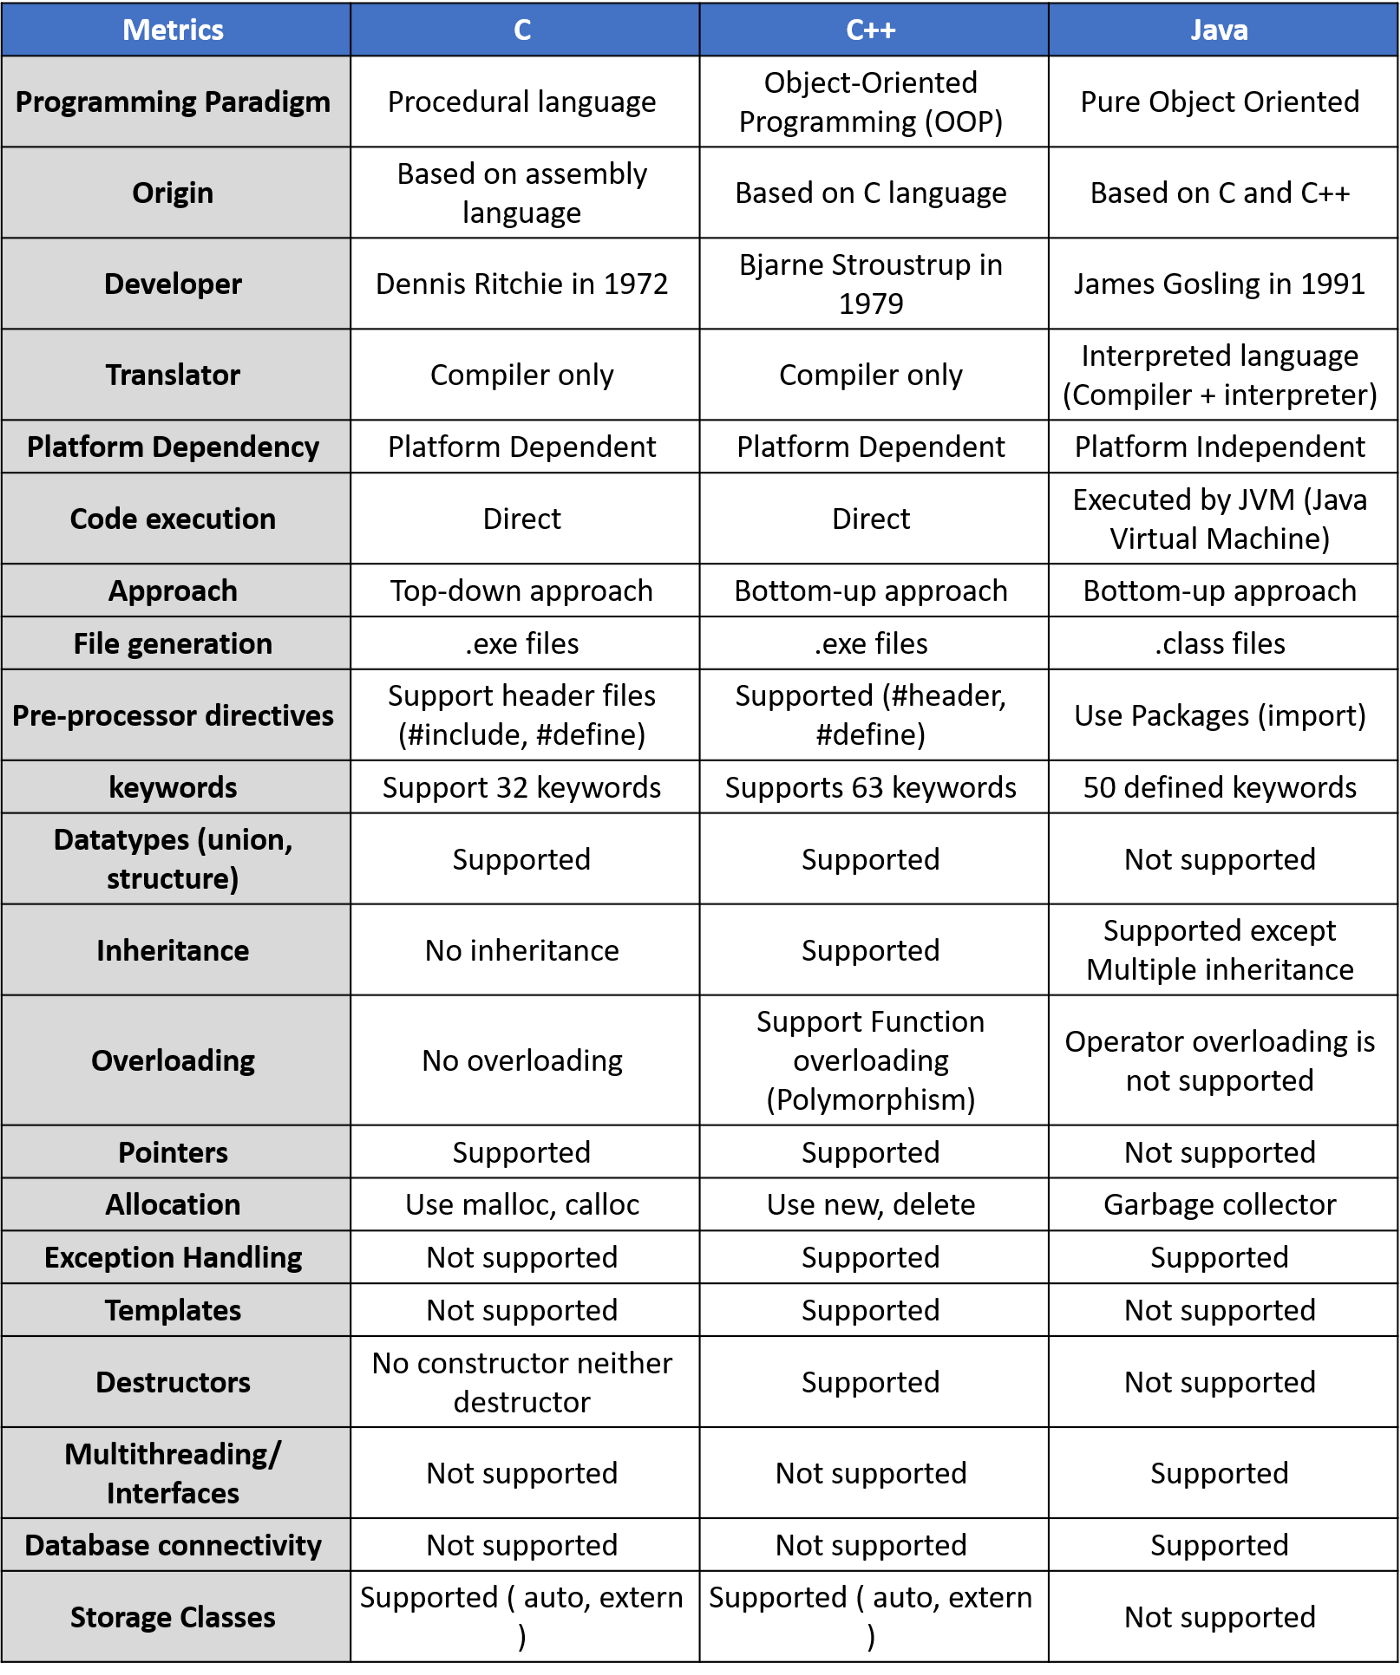 Metrics C C++ Java
Programming Paradigm Procedural language Object-Oriented Programming (OOP) Pure Object Oriented
Origin Based on assembly language Based on C language Based on C and C++
Developer Dennis Ritchie in 1972 Bjarne Stroustrup in 1979 James Gosling in 1991
Translator Compiler only Compiler only Interpreted language (Compiler + interpreter)
Platform Dependency Platform Dependent Platform Dependent Platform Independent
Code execution Direct Direct Executed by JVM (Java Virtual Machine)
Approach Top-down approach Bottom-up approach Bottom-up approach
File generation .exe files .exe files .class files
Pre-processor directives Support header files (#include, #define) Supported (#header, #define) Use Packages (import)
keywords Support 32 keywords Supports 63 keywords 50 defined keywords
Datatypes (union, structure) Supported Supported Not supported
Inheritance No inheritance Supported Supported except Multiple inheritance
Overloading No overloading Support Function overloading (Polymorphism) Operator overloading is not supported
Pointers Supported Supported Not supported
Allocation Use malloc, calloc Use new, delete Garbage collector
Exception Handling Not supported Supported Supported
Templates Not supported Supported Not supported
Destructors No constructor neither destructor Supported Not supported
Multithreading/ Interfaces Not supported Not supported Supported
Database connectivity Not supported Not supported Supported
Storage Classes Supported ( auto, extern ) Supported ( auto, extern ) Not supported